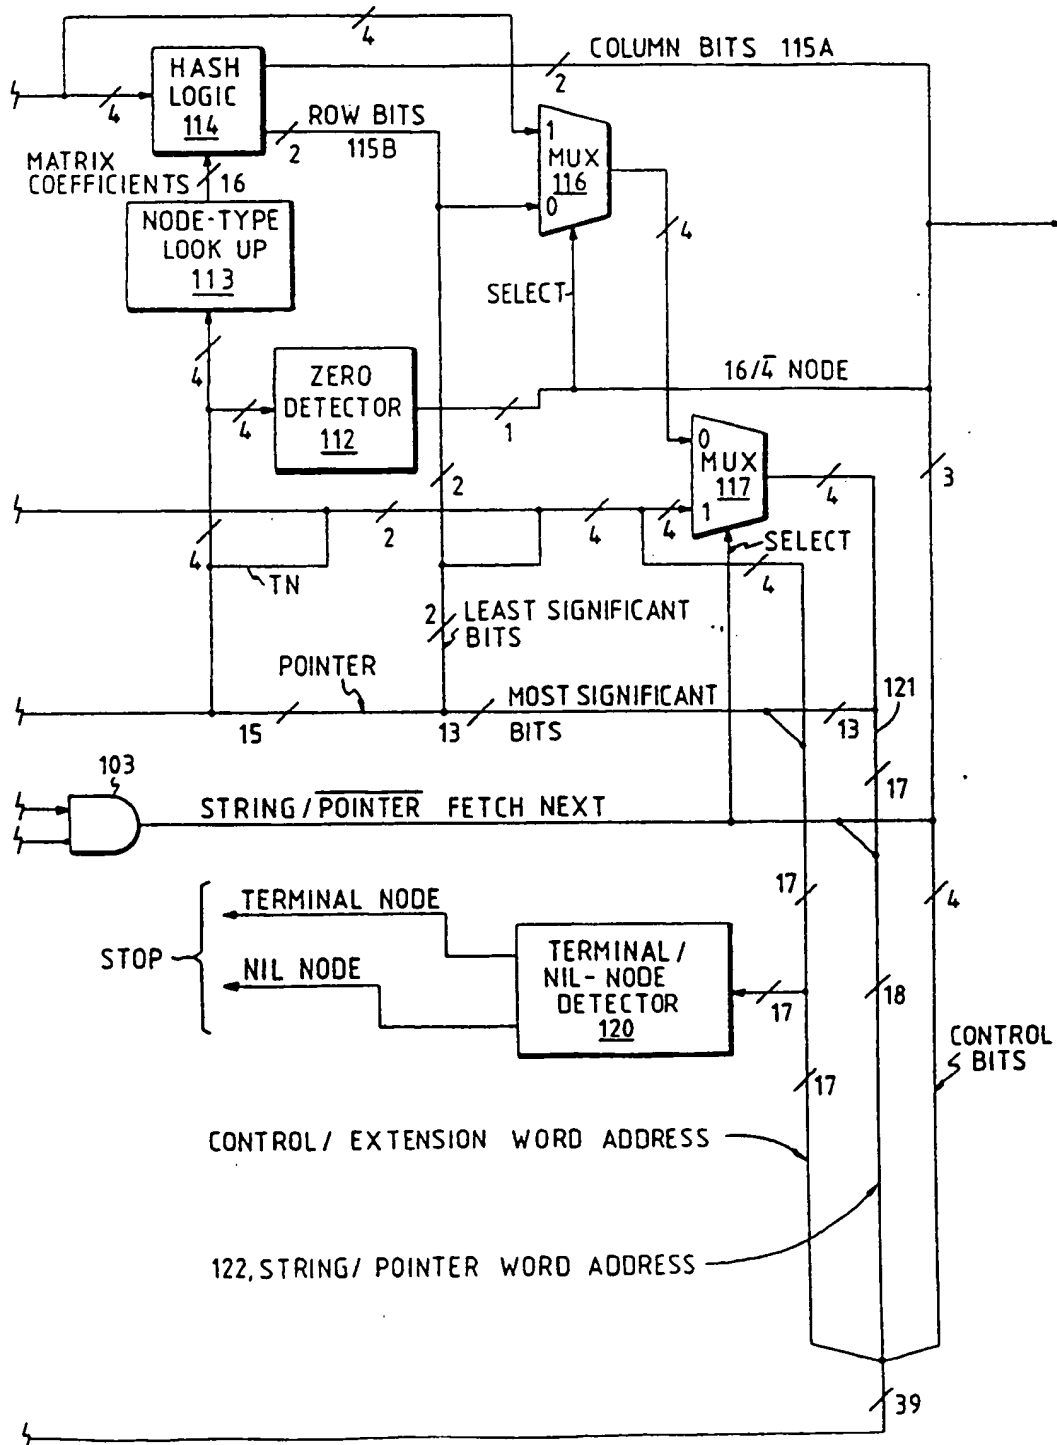 4
COLUMN BITS 115A
2
HASH
LOGIC
114
4
ROW BITS
115B
2
1
MUX
116
0
MATRIX
COEFFICIENTS
16
4
NODE-TYPE
LOOK UP
113
SELECT
4
16/4̅ NODE
ZERO
DETECTOR
112
4
1
0
MUX
117
1
4
3
2
2
4
4
4
TN
SELECT
4
2
LEAST SIGNIFICANT
BITS
POINTER
MOST SIGNIFICANT
BITS
15
13
13
121
17
103
STRING/P̅O̅I̅N̅T̅E̅R̅ FETCH NEXT
17
4
TERMINAL NODE
STOP
NIL NODE
TERMINAL/
NIL-NODE
DETECTOR
120
17
18
17
CONTROL
BITS
CONTROL/ EXTENSION WORD ADDRESS
122, STRING/ POINTER WORD ADDRESS
39